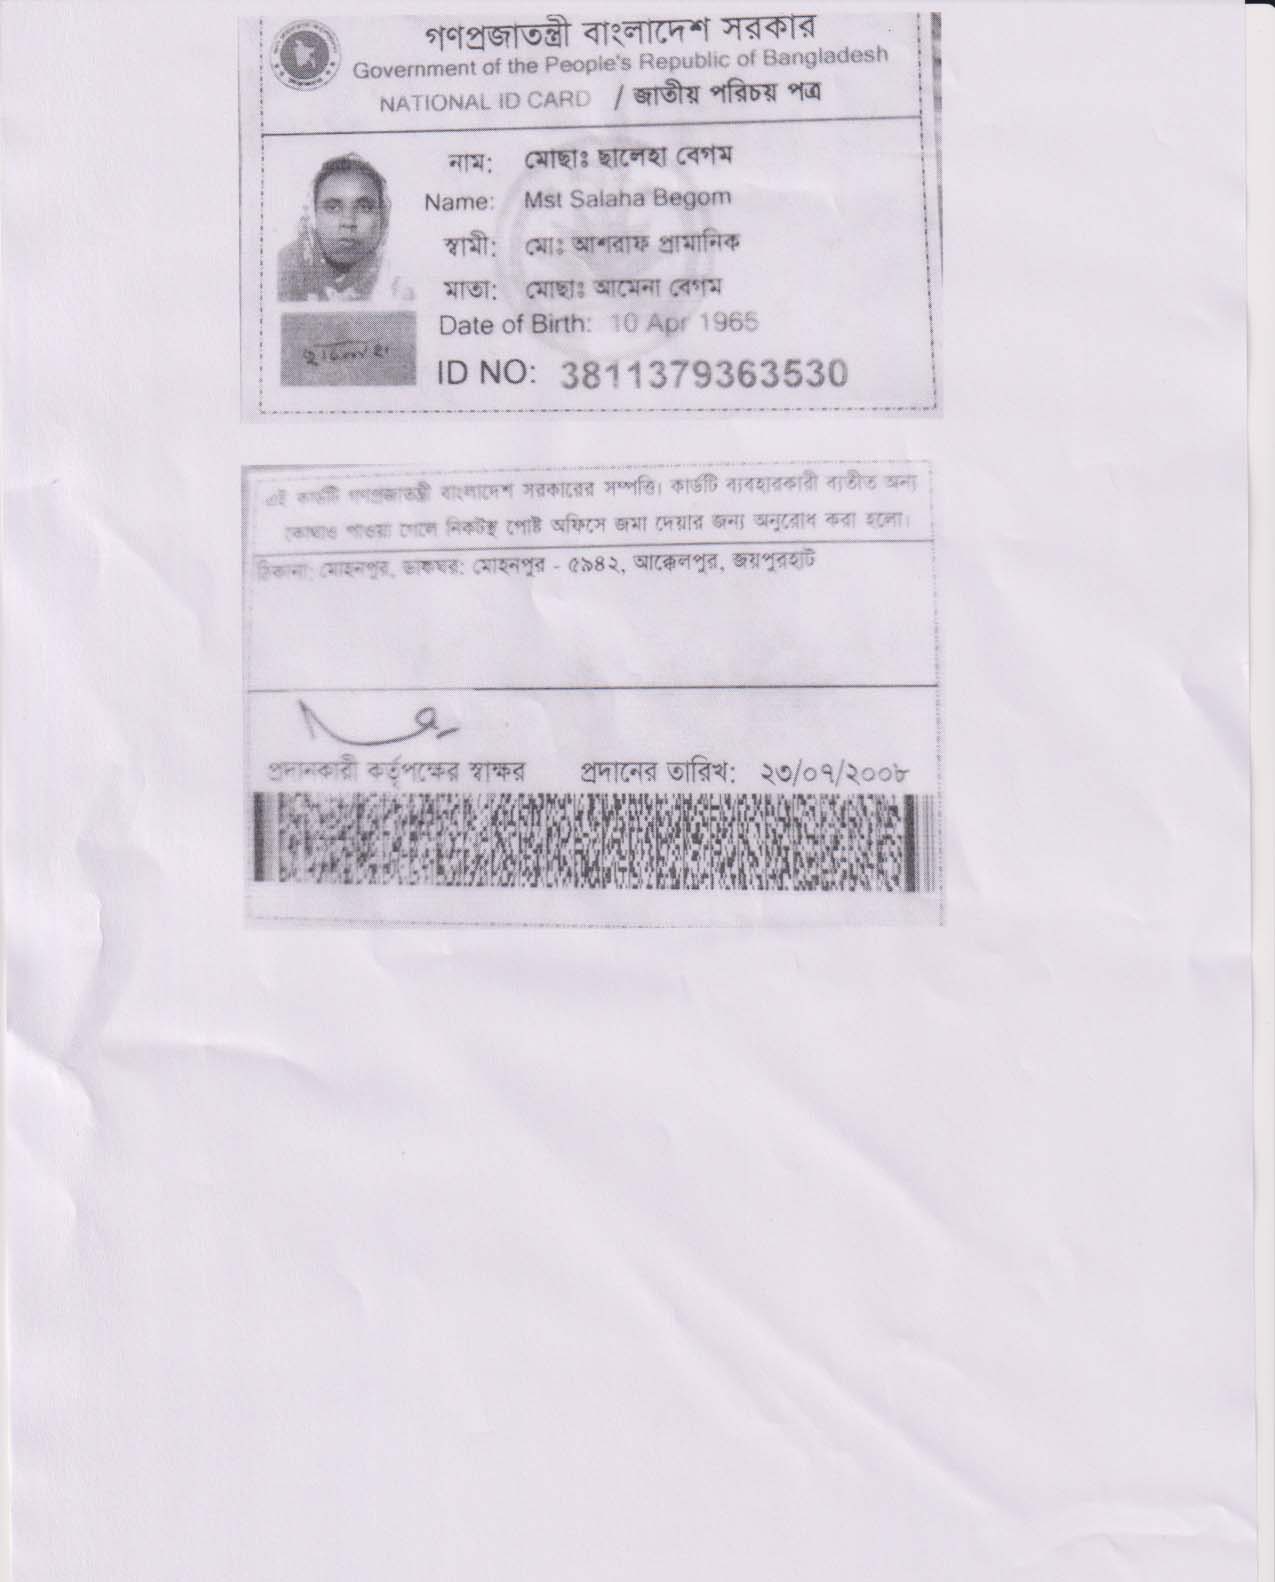 গণপ্রজাতন্ত্রী বাংলাদেশ সরকার
Government of the People's Republic of Bangladesh
NATIONAL ID CARD / জাতীয় পরিচয় পত্র
নাম: মোছাঃ ছালেহা বেগম
Name: Mst Salaha Begom
স্বামী: মোঃ আশরাফ প্রামানিক
মাতা: মোছাঃ আমেনা বেগম
Date of Birth: 10 Apr 1965
ID NO: 3811379363530
এই কার্ডটি গণপ্রজাতন্ত্রী বাংলাদেশ সরকারের সম্পত্তি। কার্ডটি ব্যবহারকারী ব্যতীত অন্য
কোথাও পাওয়া গেলে নিকটস্থ পোষ্ট অফিসে জমা দেয়ার জন্য অনুরোধ করা হলো।
ঠিকানা: মোহনপুর, ডাকঘর: মোহনপুর - ৫৯৪২, আক্কেলপুর, জয়পুরহাট
প্রদানকারী কর্তৃপক্ষের স্বাক্ষর প্রদানের তারিখ: ২৩/০৭/২০০৮